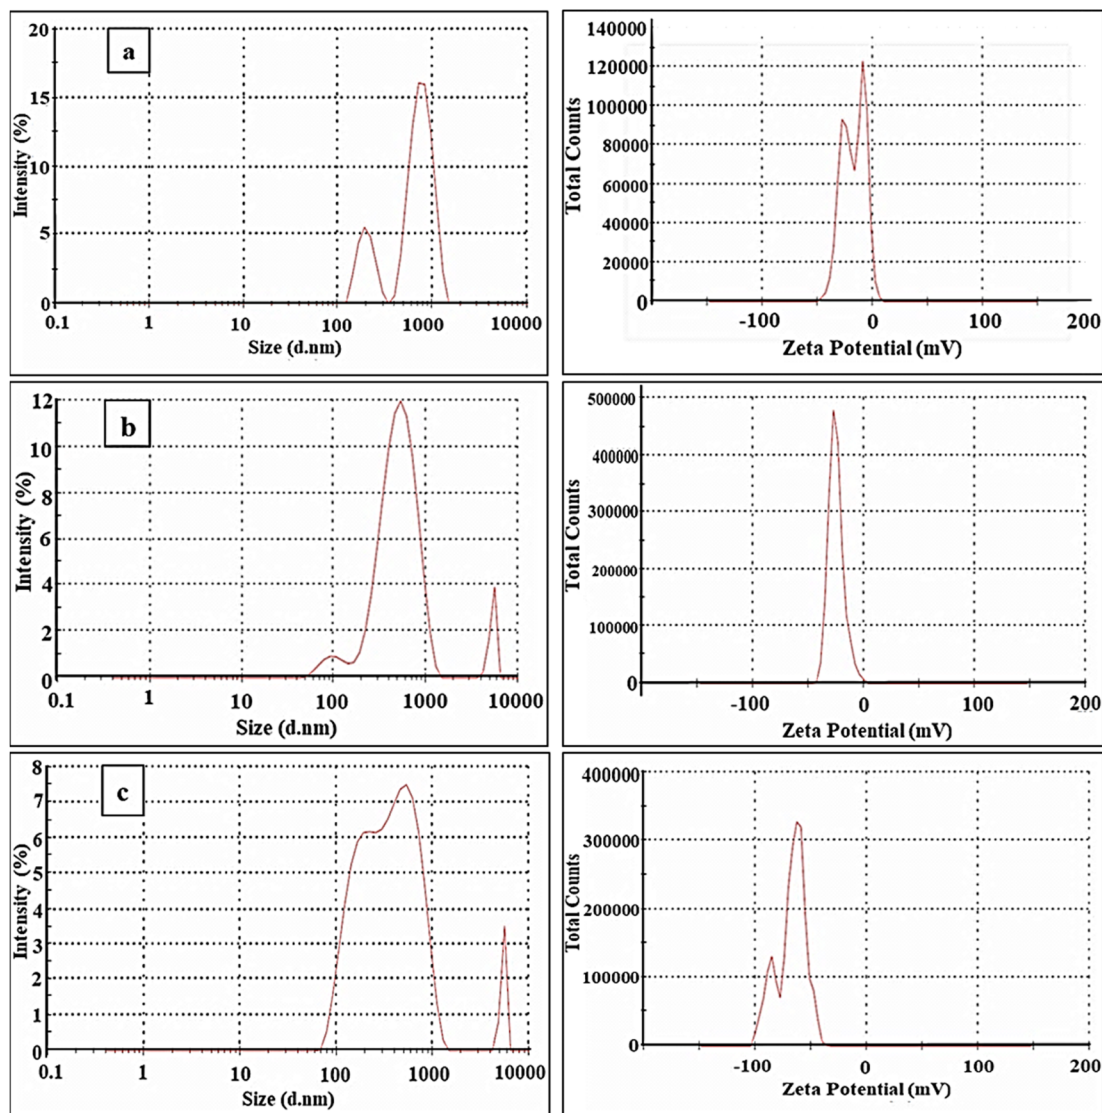 a
Intensity (%)
20
15
10
5
0
0.1 1 10 100 1000 10000
Size (d.nm)
Total Counts
140000
120000
100000
80000
60000
40000
20000
0
-100 0 100 200
Zeta Potential (mV)
b
Intensity (%)
12
10
8
6
4
2
0
0.1 1 10 100 1000 10000
Size (d.nm)
Total Counts
500000
400000
300000
200000
100000
0
-100 0 100 200
Zeta Potential (mV)
c
Intensity (%)
8
7
6
5
4
3
2
1
0
0.1 1 10 100 1000 10000
Size (d.nm)
Total Counts
400000
300000
200000
100000
0
-100 0 100 200
Zeta Potential (mV)